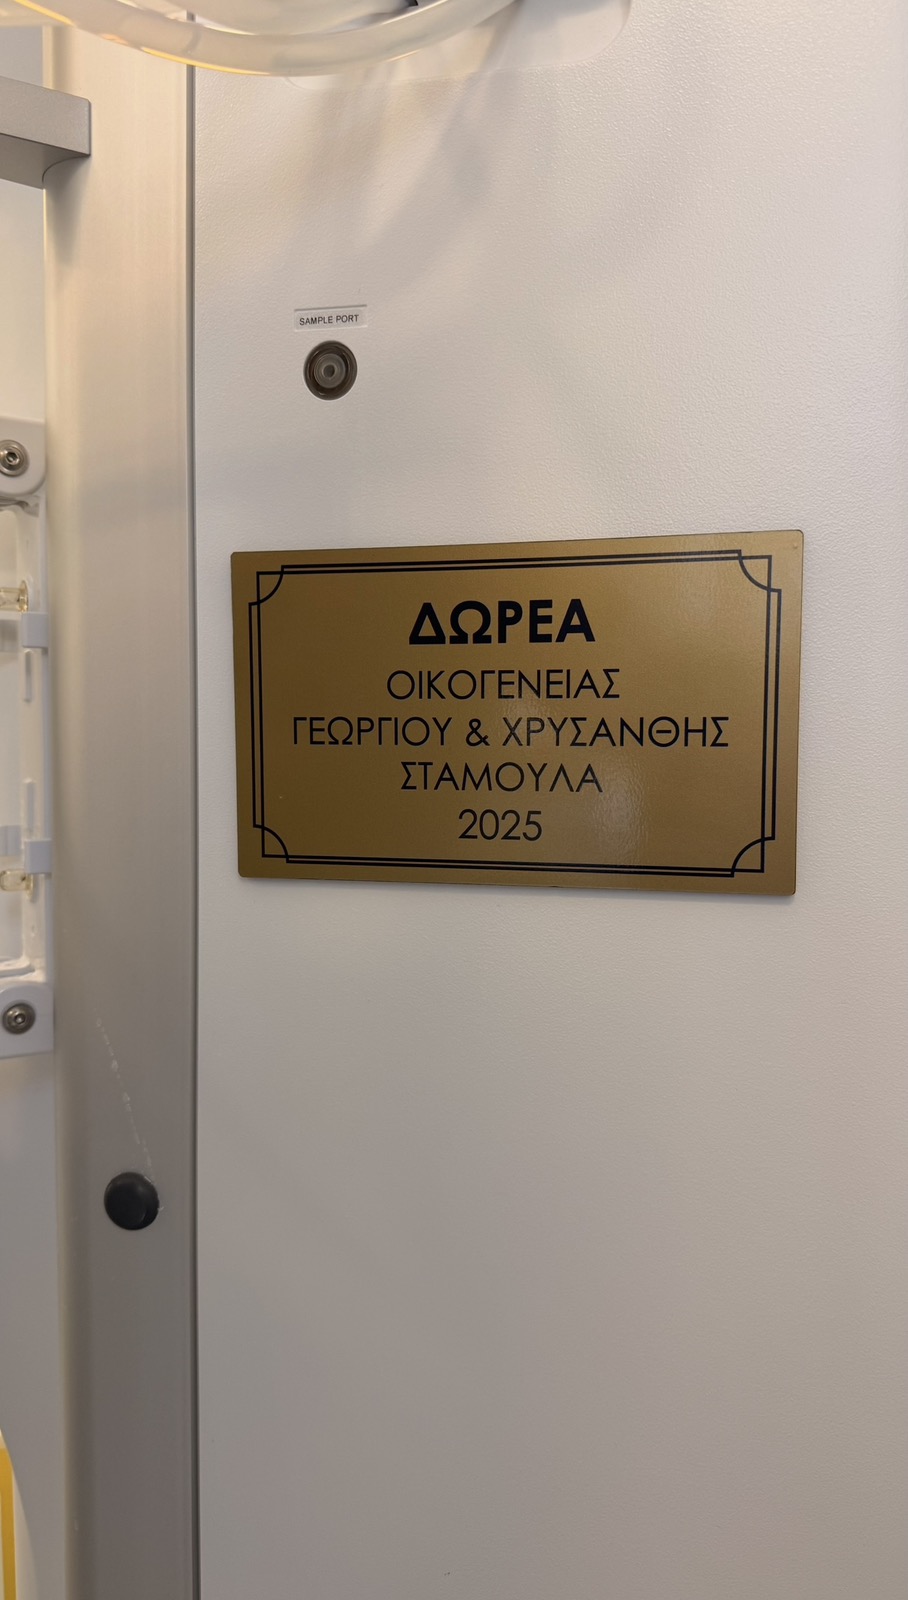 SAMPLE PORT
ΔΩΡΕΑ
ΟΙΚΟΓΕΝΕΙΑΣ
ΓΕΩΡΓΙΟΥ & ΧΡΥΣΑΝΘΗΣ
ΣΤΑΜΟΥΛΑ
2025